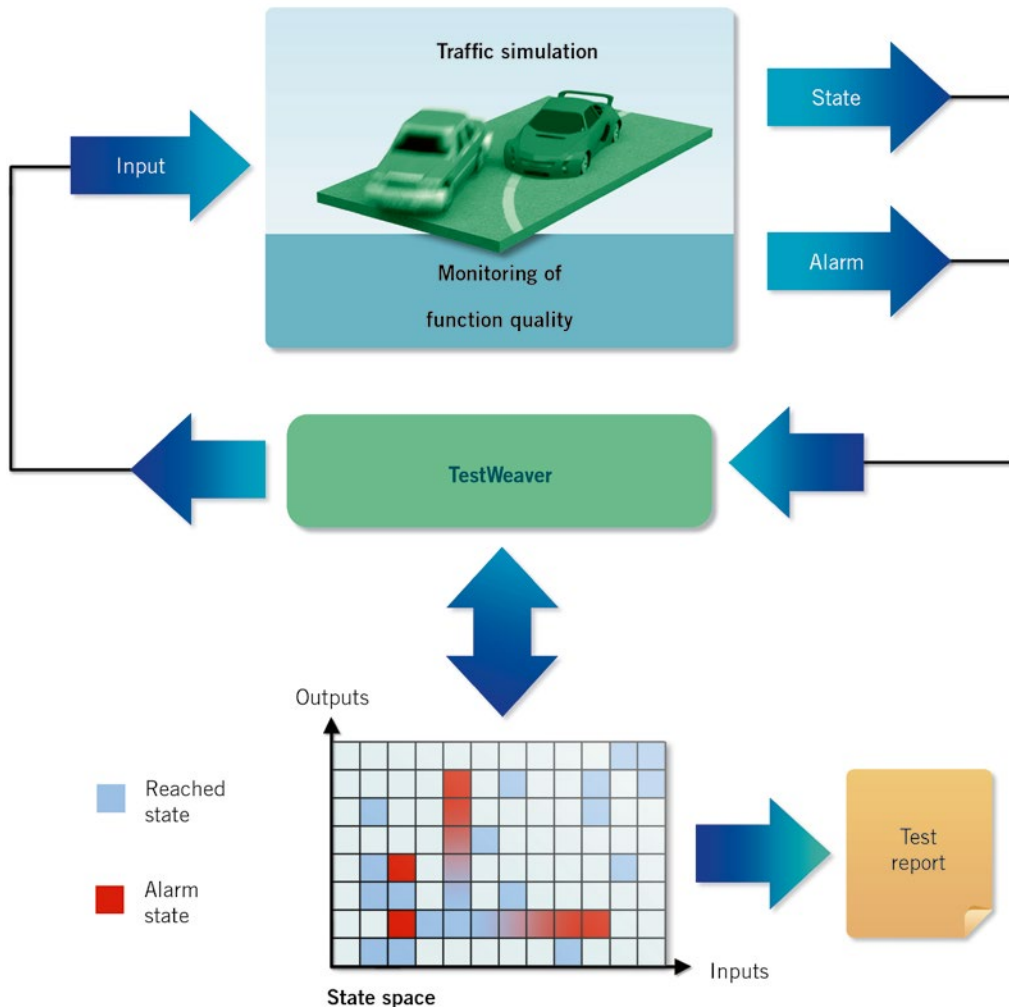 Traffic simulation
State
Input
Alarm
Monitoring of
function quality
TestWeaver
Outputs
Reached
state
Alarm
state
Test
report
Inputs
State space